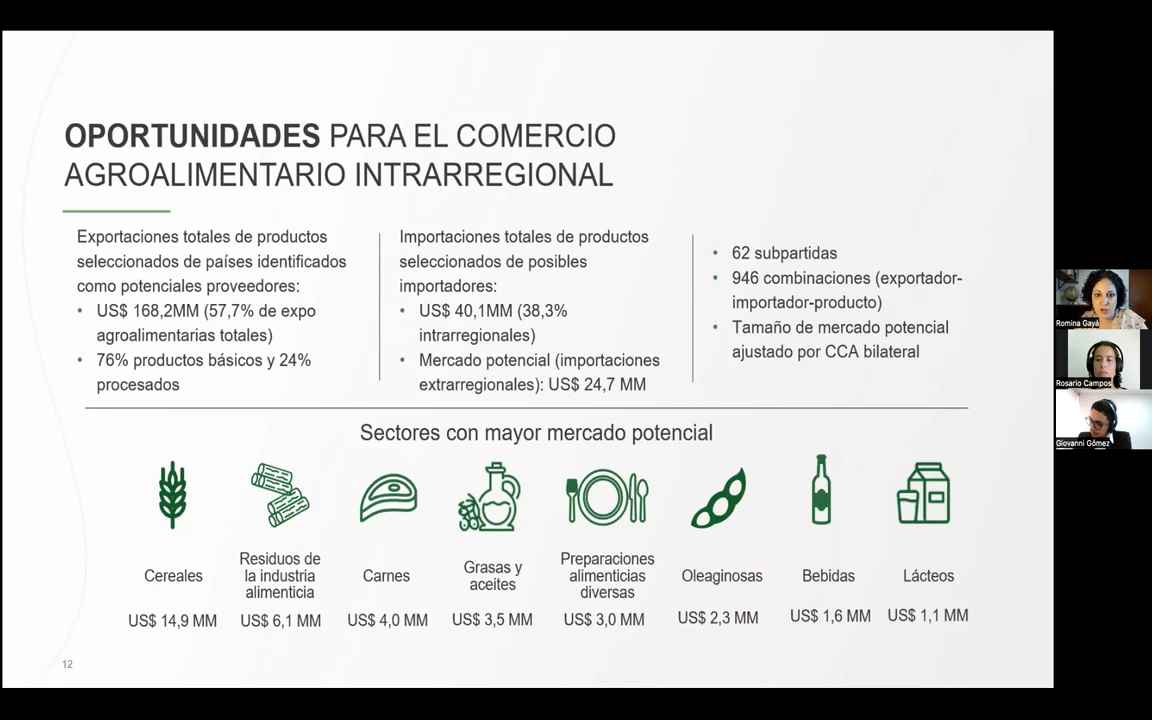 OPORTUNIDADES PARA EL COMERCIO
AGROALIMENTARIO INTRARREGIONAL
Exportaciones totales de productos
seleccionados de países identificados
como potenciales proveedores:
• US$ 168,2MM (57,7% de expo
agroalimentarias totales)
• 76% productos básicos y 24%
procesados
Importaciones totales de productos
seleccionados de posibles
importadores:
• US$ 40,1MM (38,3%
intrarregionales)
• Mercado potencial (importaciones
extrarregionales): US$ 24,7 MM
• 62 subpartidas
• 946 combinaciones (exportador-
importador-producto)
• Tamaño de mercado potencial
ajustado por CCA bilateral
Sectores con mayor mercado potencial
Cereales
US$ 14,9 MM
Residuos de
la industria
alimenticia
US$ 6,1 MM
Carnes
US$ 4,0 MM
Grasas y
aceites
US$ 3,5 MM
Preparaciones
alimenticias
diversas
US$ 3,0 MM
Oleaginosas
US$ 2,3 MM
Bebidas
US$ 1,6 MM
Lácteos
US$ 1,1 MM
12
Romina Gayá
Rosario Campos
Giovanni Gómez